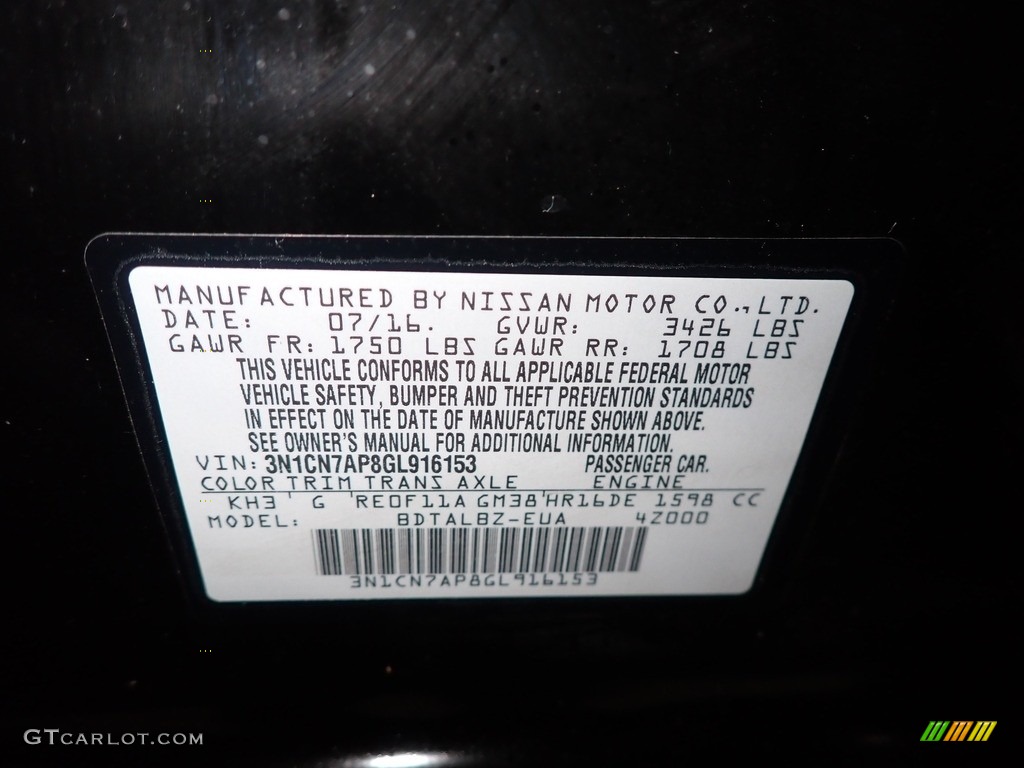 MANUFACTURED BY NISSAN MOTOR CO., LTD.
DATE: 07/16. GVWR: 3426 LBS
GAWR FR: 1750 LBS GAWR RR: 1708 LBS
THIS VEHICLE CONFORMS TO ALL APPLICABLE FEDERAL MOTOR
VEHICLE SAFETY, BUMPER AND THEFT PREVENTION STANDARDS
IN EFFECT ON THE DATE OF MANUFACTURE SHOWN ABOVE.
SEE OWNER'S MANUAL FOR ADDITIONAL INFORMATION.
VIN: 3N1CN7AP8GL916153 PASSENGER CAR.
COLOR TRIM TRANS AXLE ENGINE
KH3 G RE0F11A GM38 HR16DE 1598 CC
MODEL: BDTALBZ-EUA 4Z000
3N1CN7AP8GL916153
GTCARLOT.COM